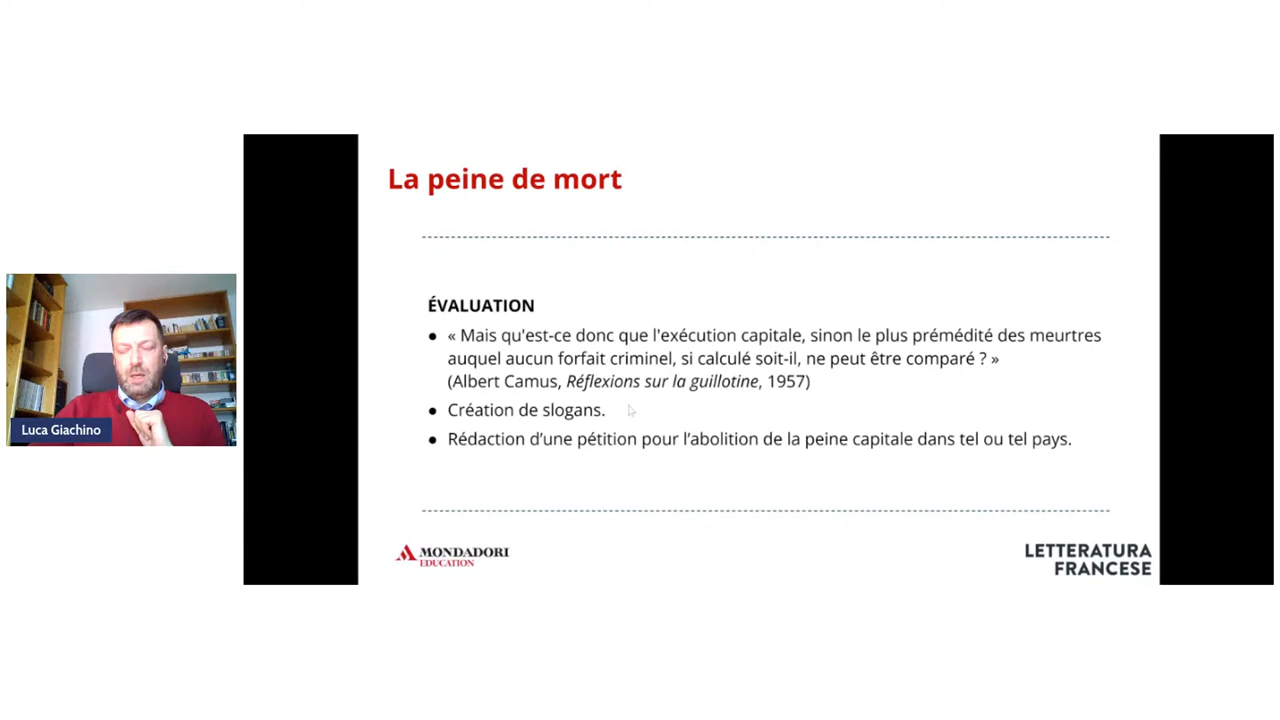 La peine de mort
ÉVALUATION
● « Mais qu'est-ce donc que l'exécution capitale, sinon le plus prémédité des meurtres
auquel aucun forfait criminel, si calculé soit-il, ne peut être comparé ? »
(Albert Camus, Réflexions sur la guillotine, 1957)
● Création de slogans.
● Rédaction d’une pétition pour l’abolition de la peine capitale dans tel ou tel pays.
Luca Giachino
MONDADORI
EDUCATION
LETTERATURA
FRANCESE